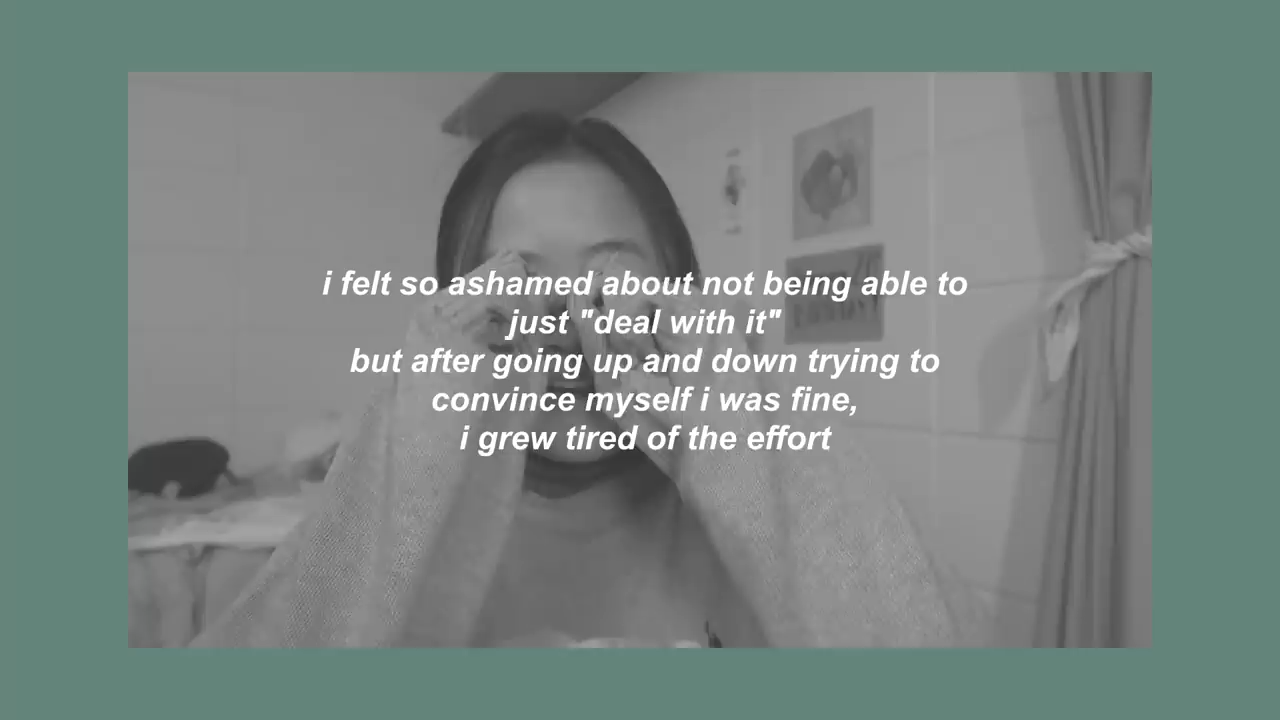 i felt so ashamed about not being able to
just "deal with it"
but after going up and down trying to
convince myself i was fine,
i grew tired of the effort